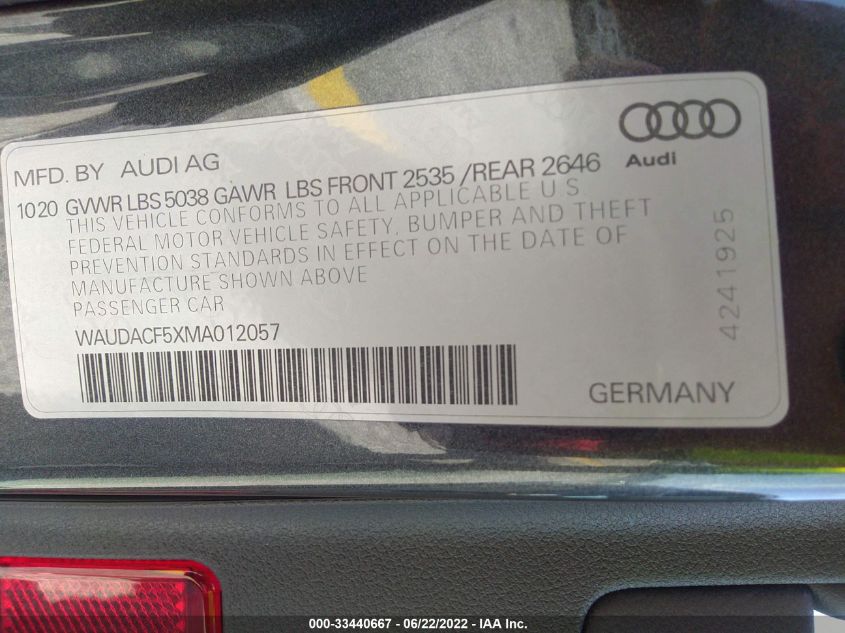 Audi
MFD. BY AUDI AG
1020 GVWR LBS 5038 GAWR LBS FRONT 2535 / REAR 2646
THIS VEHICLE CONFORMS TO ALL APPLICABLE U S
FEDERAL MOTOR VEHICLE SAFETY, BUMPER AND THEFT
PREVENTION STANDARDS IN EFFECT ON THE DATE OF
MANUFACTURE SHOWN ABOVE
PASSENGER CAR
WAUDACF5XMA012057
GERMANY
4241925
000-33440667 - 06/22/2022 - IAA Inc.